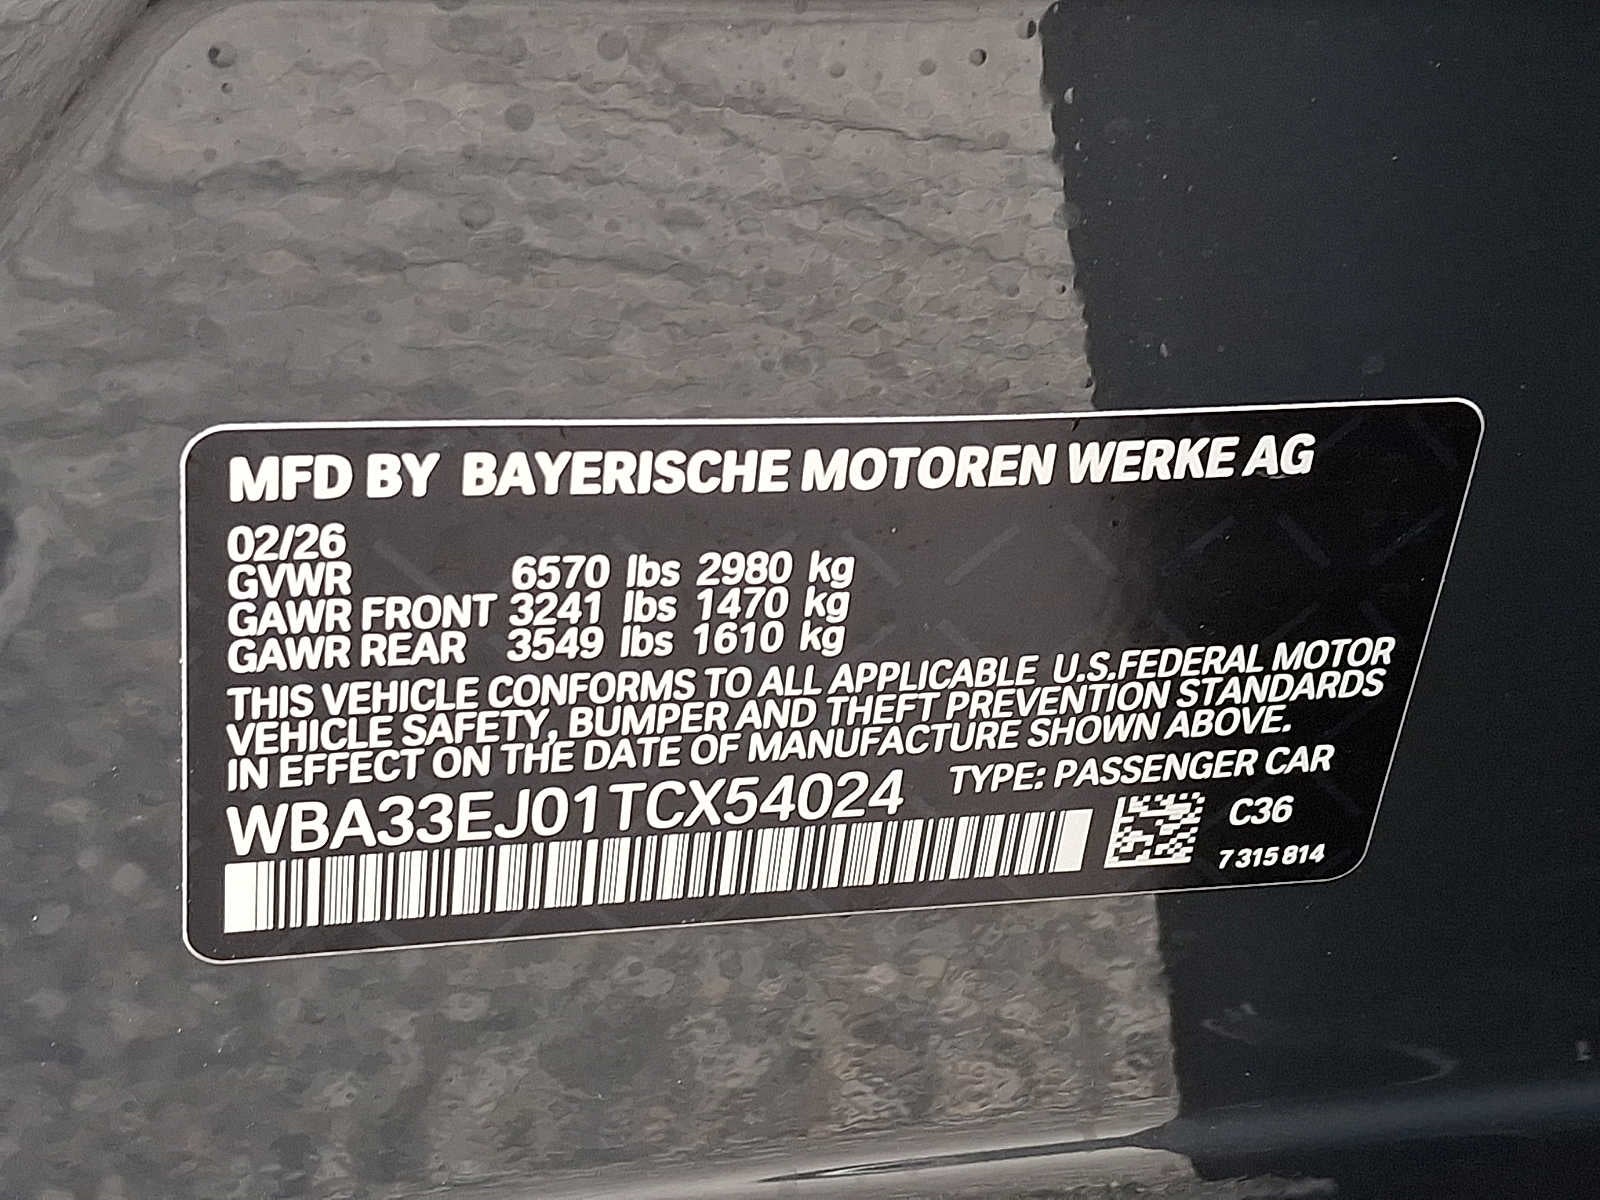 MFD BY BAYERISCHE MOTOREN WERKE AG
02/26
GVWR 6570 lbs 2980 kg
GAWR FRONT 3241 lbs 1470 kg
GAWR REAR 3549 lbs 1610 kg
THIS VEHICLE CONFORMS TO ALL APPLICABLE U.S.FEDERAL MOTOR
VEHICLE SAFETY, BUMPER AND THEFT PREVENTION STANDARDS
IN EFFECT ON THE DATE OF MANUFACTURE SHOWN ABOVE.
WBA33EJ01TCX54024 TYPE: PASSENGER CAR
C36
7 315 814